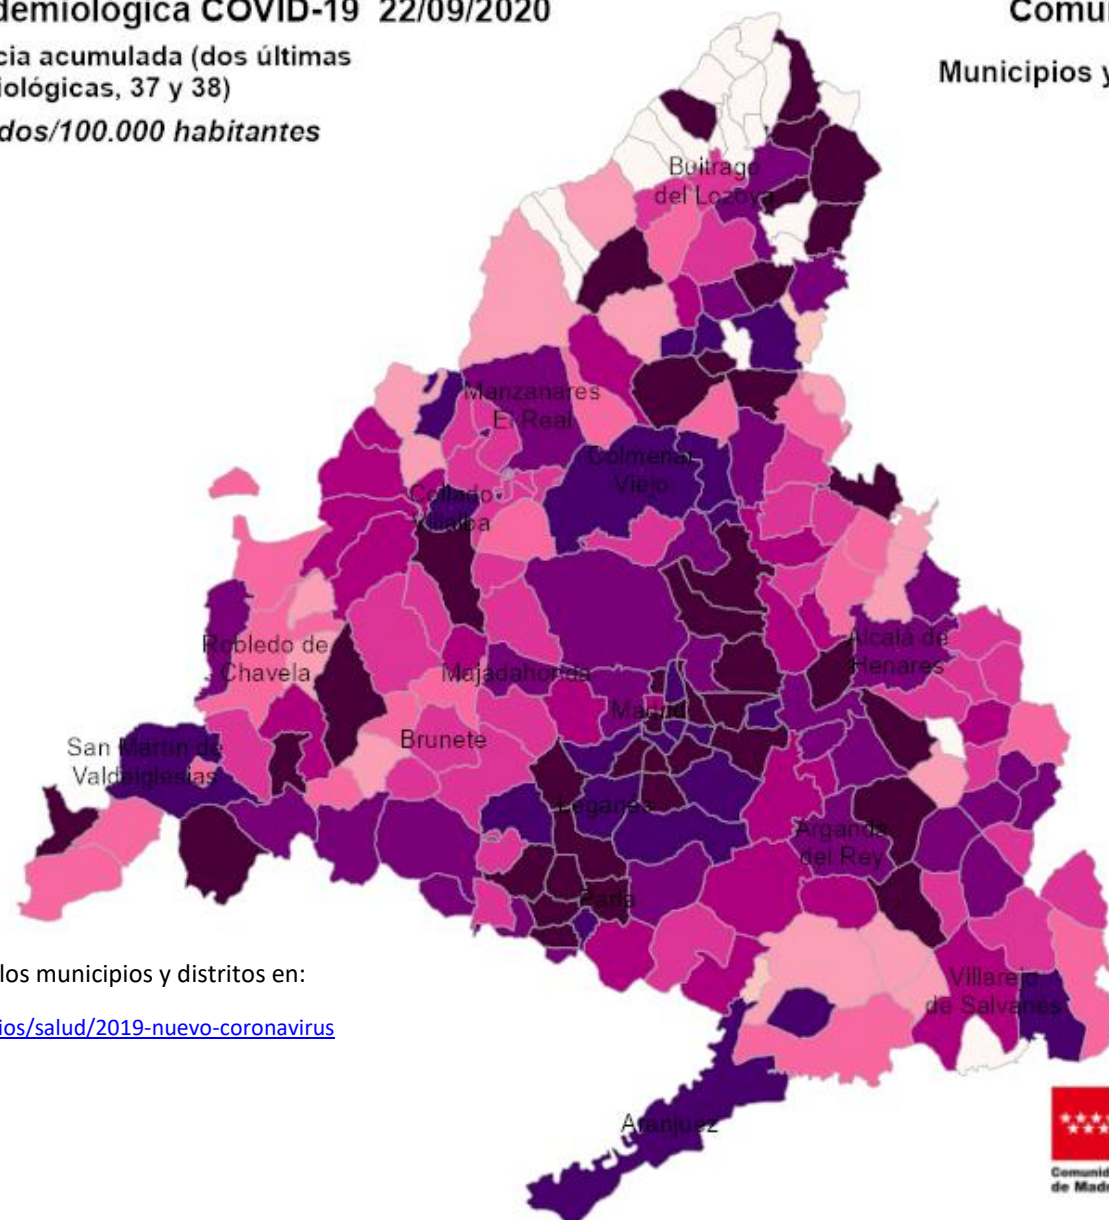 demiológica COVID-19 22/09/2020
Comu
cia acumulada (dos últimas
iológicas, 37 y 38)
Municipios y
dos/100.000 habitantes
Buitrago
del Lozoya
Manzanares
El Real
Colmenar
Viejo
Collado
Villalba
Robledo de
Chavela
Alcalá de
Henares
Majadahonda
Madrid
San Martín de
Valdeiglesias
Brunete
Leganés
Arganda
del Rey
Parla
los municipios y distritos en:
Villarejo
de Salvanés
ios/salud/2019-nuevo-coronavirus
Aranjuez
Comunid
de Madr